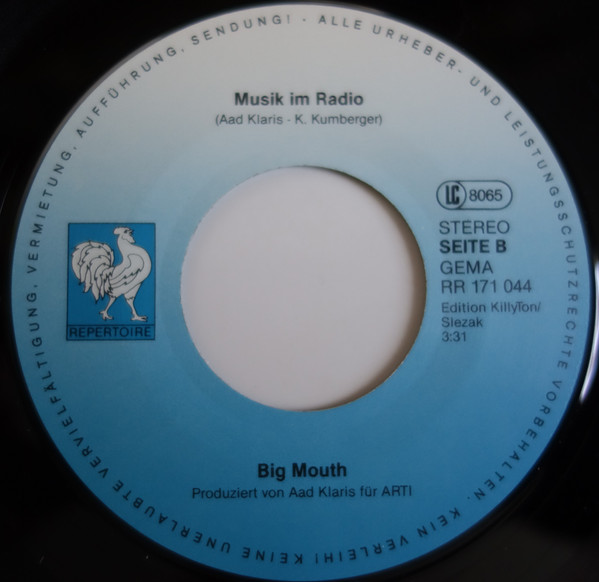 ALLE URHEBER- UND LEISTUNGSSCHUTZRECHTE VORBEHALTEN. KEIN VERLEIH! KEINE UNERLAUBTE VERVIELFÄLTIGUNG, VERMIETUNG, AUFFÜHRUNG, SENDUNG! -
Musik im Radio
(Aad Klaris - K. Kumberger)
LC 8065
STEREO
SEITE B
GEMA
RR 171 044
Edition KillyTon/
Slezak
3:31
REPERTOIRE
Big Mouth
Produziert von Aad Klaris für ARTI